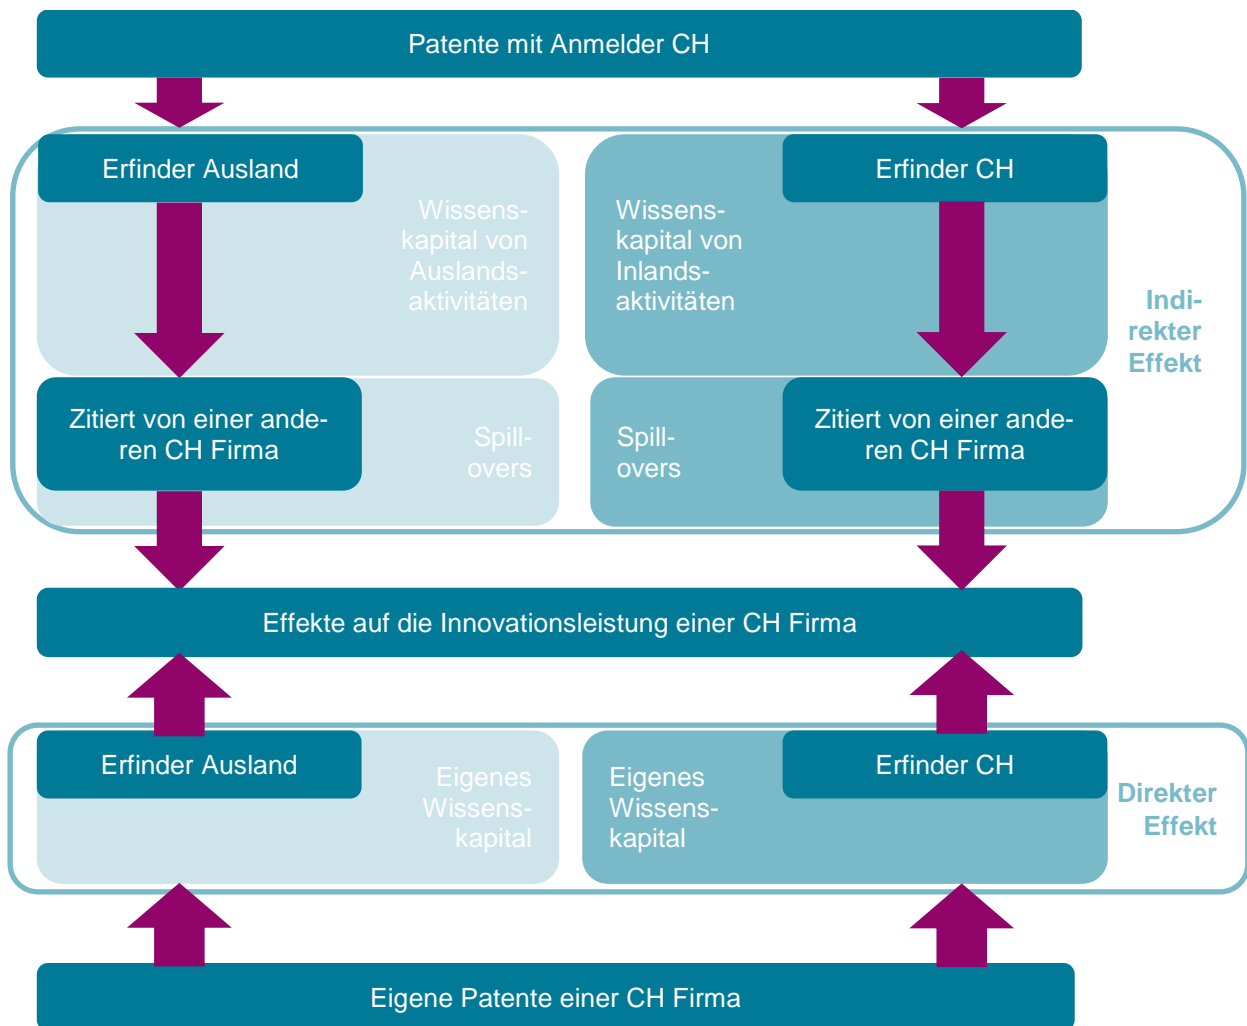 Patente mit Anmelder CH
Erfinder Ausland
Wissens-
kapital von
Auslands-
aktivitäten
Wissens-
kapital von
Inlands-
aktivitäten
Erfinder CH
Indi-
rekter
Effekt
Zitiert von einer ande-
ren CH Firma
Spill-
overs
Spill-
overs
Zitiert von einer ande-
ren CH Firma
Effekte auf die Innovationsleistung einer CH Firma
Erfinder Ausland
Eigenes
Wissens-
kapital
Eigenes
Wissens-
kapital
Erfinder CH
Direkter
Effekt
Eigene Patente einer CH Firma